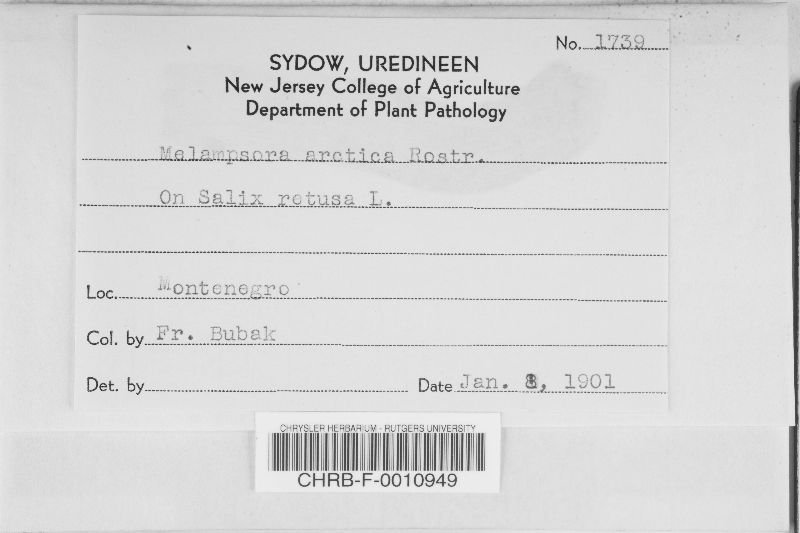 No. 1739
SYDOW, UREDINEEN
New Jersey College of Agriculture
Department of Plant Pathology
Melampsora arctica Rostr.
On Salix retusa L.
Loc. Montenegro
Col. by Fr. Bubak
Det. by
Date Jan. , 1901
CHRYSLER HERBARIUM - RUTGERS UNIVERSITY
CHRB-F-0010949